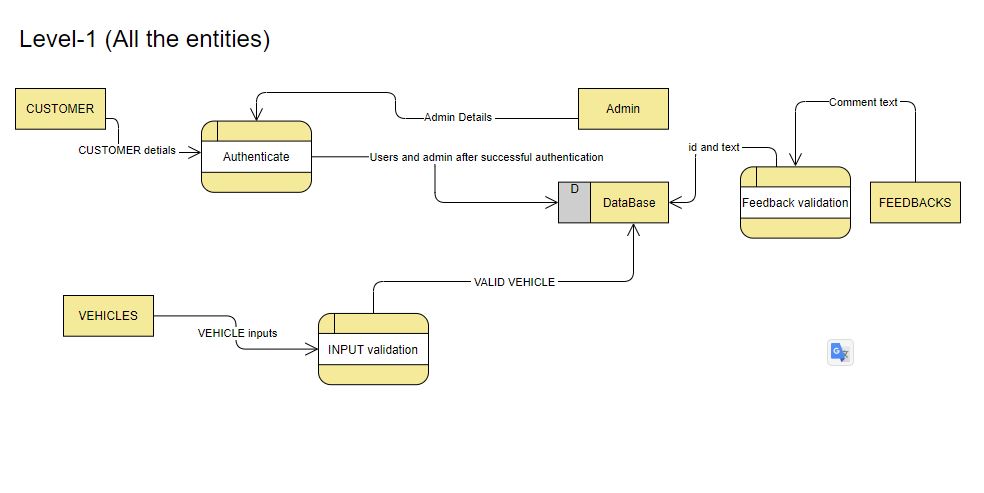 Level-1 (All the entities)
CUSTOMER
Admin
Comment text
Admin Details
CUSTOMER detials
Authenticate
Users and admin after successful authentication
id and text
D
DataBase
Feedback validation
FEEDBACKS
VALID VEHICLE
VEHICLES
VEHICLE inputs
INPUT validation
G